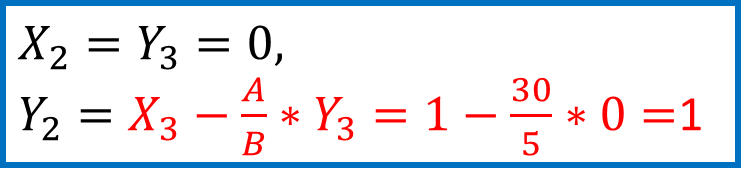 X₂ = Y₃ = 0,
Y₂ = X₃ − A/B * Y₃ = 1 − 30/5 * 0 =1